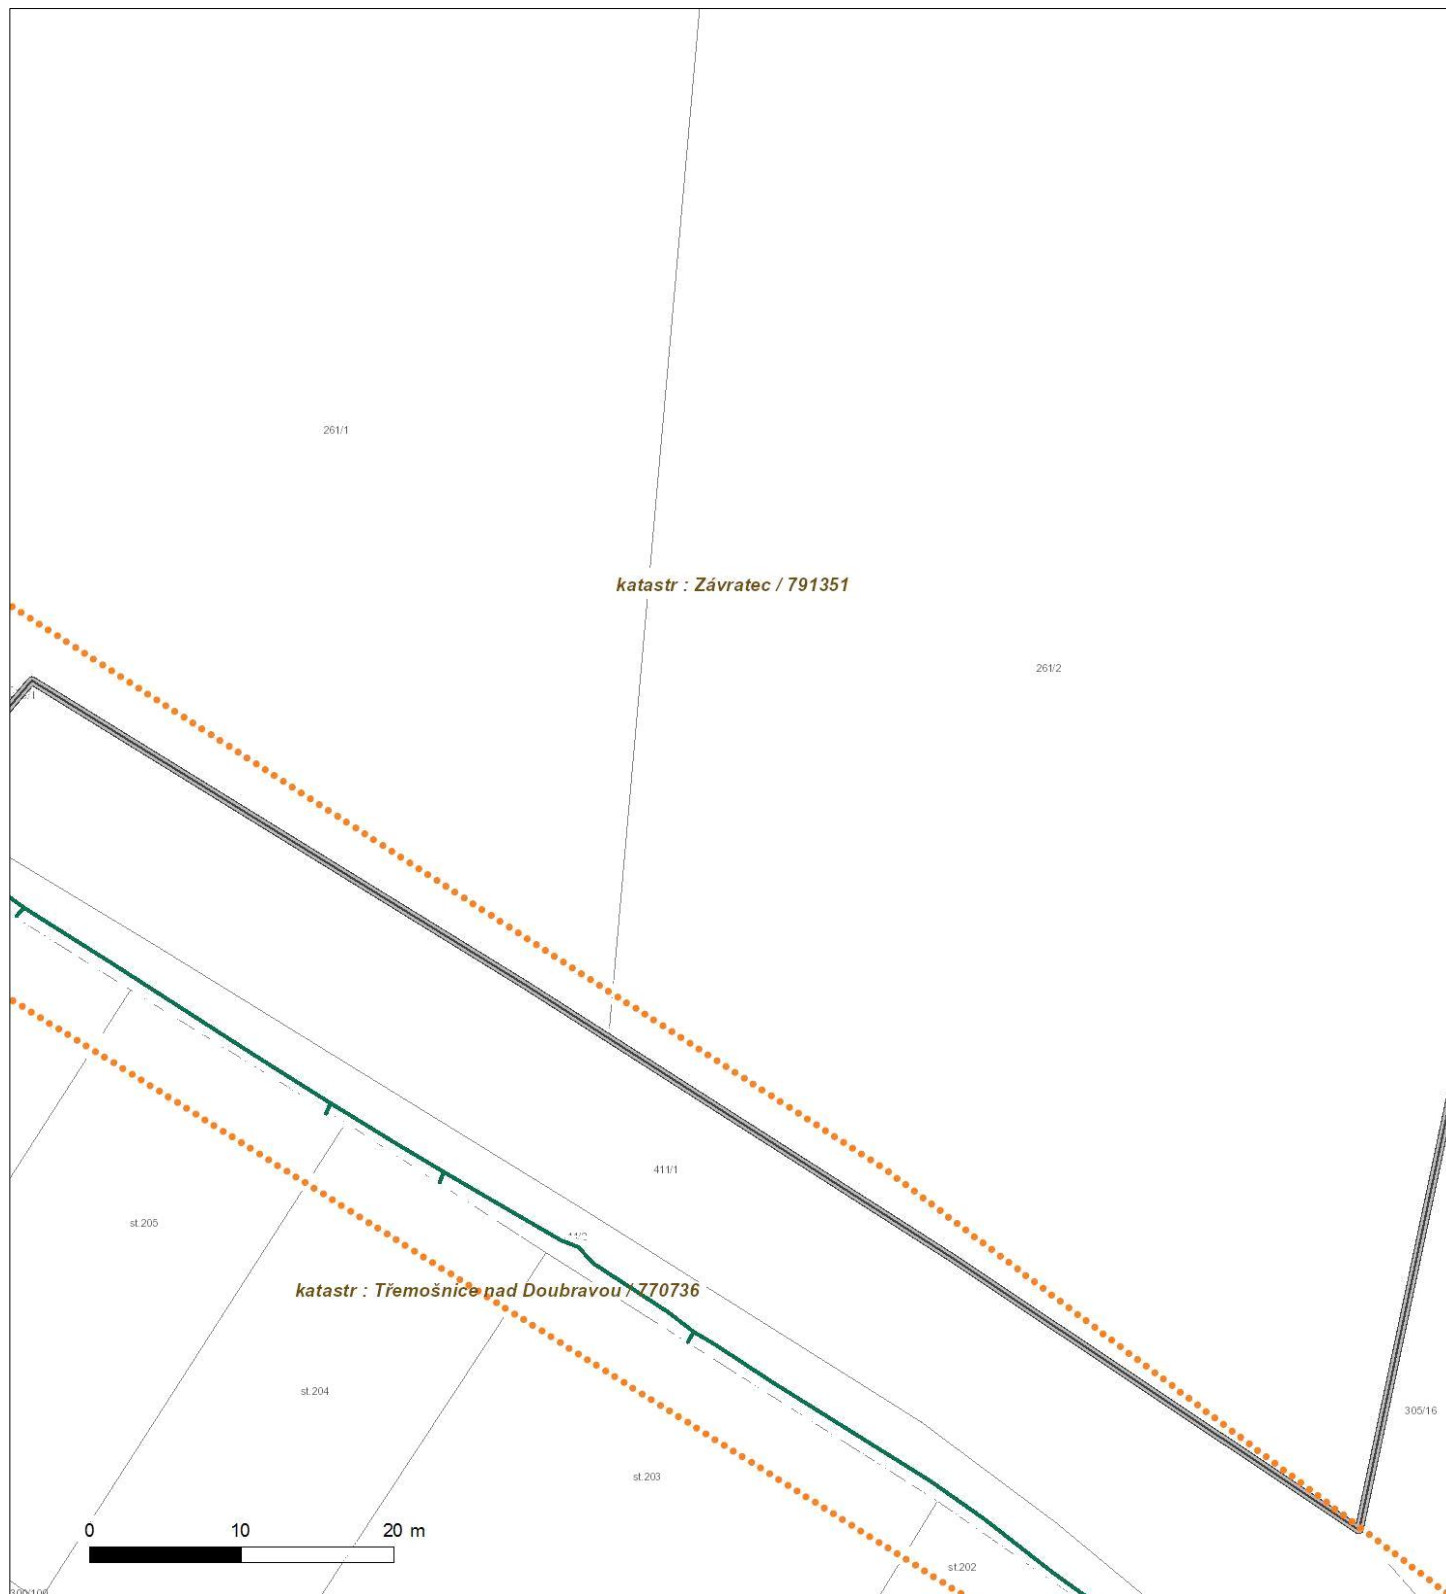 261/1
katastr : Závratec / 791351
261/2
411/1
st.205
katastr : Třemošnice nad Doubravou / 770736
st.204
305/16
st.203
0 10 20 m
st.202